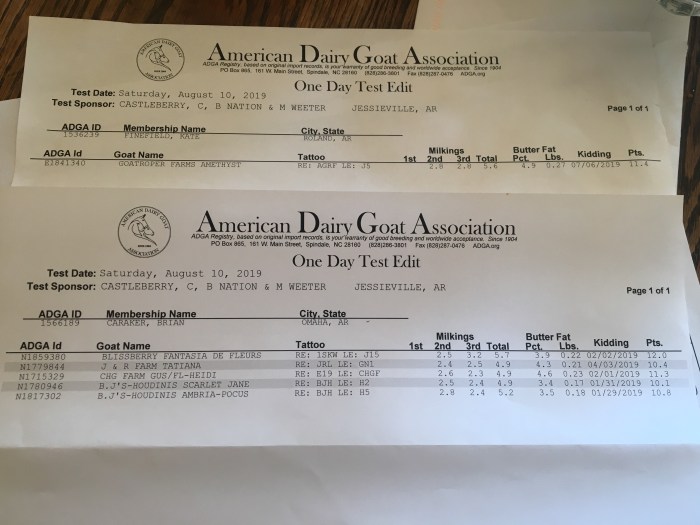 American Dairy Goat Association
ADGA Registry, based on original import records, is your warranty of good breeding and worldwide acceptance. Since 1904
PO Box 865, 161 W. Main Street, Spindale, NC 28160 (828)286-3801 Fax (828)287-0476 ADGA.org
One Day Test Edit
Test Date: Saturday, August 10, 2019
Test Sponsor: CASTLEBERRY, C, B NATION & M WEETER JESSIEVILLE, AR
Page 1 of 1
ADGA Id Membership Name City, State
1536239 KATE ROLAND, AR
Milkings Butter Fat
ADGA Id Goat Name Tattoo 1st 2nd 3rd Total Pct. Lbs. Kidding Pts.
E1841340 GOATROPER FARMS AMETHYST RE: AGRF LE: J5 2.8 2.8 5.6 4.9 07/06/2019 11.4
American Dairy Goat Association
ADGA Registry, based on original import records, is your warranty of good breeding and worldwide acceptance. Since 1904
PO Box 865, 161 W. Main Street, Spindale, NC 28160 (828)286-3801 Fax (828)287-0476 ADGA.org
One Day Test Edit
Test Date: Saturday, August 10, 2019
Test Sponsor: CASTLEBERRY, C, B NATION & M WEETER JESSIEVILLE, AR
Page 1 of 1
ADGA Id Membership Name City, State
1566189 CARAKER, BRIAN OMAHA, AR
Milkings Butter Fat
ADGA Id Goat Name Tattoo 1st 2nd 3rd Total Pct. Lbs. Kidding Pts.
N1859380 BLISSBERRY FANTASIA DE FLEURS RE: 1SKW LE: J15 2.5 3.2 5.7 3.9 0.22 02/02/2019 12.0
N1779844 J & R FARM TATIANA RE: JRL LE: GN1 2.4 2.5 4.9 4.3 0.21 04/03/2019 10.4
N1715329 CHG FARM GUS/FL-HEIDI RE: E19 LE: CHGF 2.6 2.3 4.9 4.6 0.23 02/01/2019 11.3
N1780946 B.J'S-HOUDINIS SCARLET JANE RE: BJH LE: H2 2.5 2.4 4.9 3.4 0.17 01/31/2019 10.1
N1817302 B.J'S-HOUDINIS AMBRIA-POCUS RE: BJH LE: H5 2.8 2.4 5.2 3.5 0.18 01/29/2019 10.8